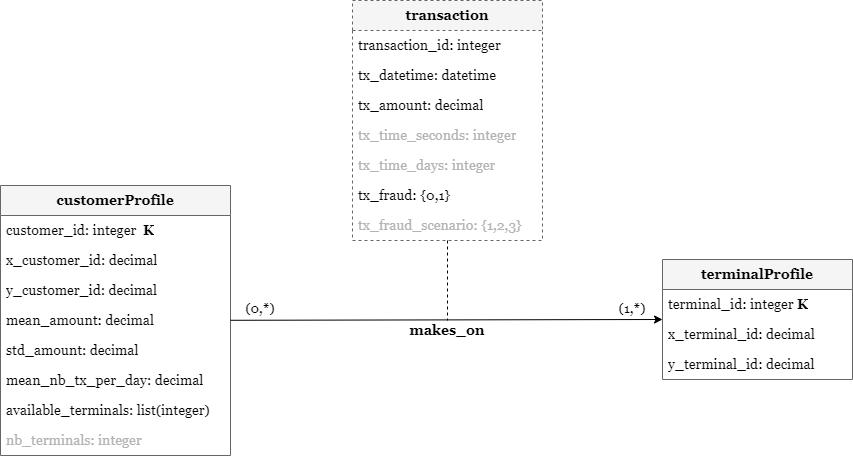 transaction
transaction_id: integer
tx_datetime: datetime
tx_amount: decimal
tx_time_seconds: integer
tx_time_days: integer
tx_fraud: {0,1}
tx_fraud_scenario: {1,2,3}
customerProfile
customer_id: integer K
x_customer_id: decimal
y_customer_id: decimal
mean_amount: decimal
std_amount: decimal
mean_nb_tx_per_day: decimal
available_terminals: list(integer)
nb_terminals: integer
(0,*)
(1,*)
makes_on
terminalProfile
terminal_id: integer K
x_terminal_id: decimal
y_terminal_id: decimal